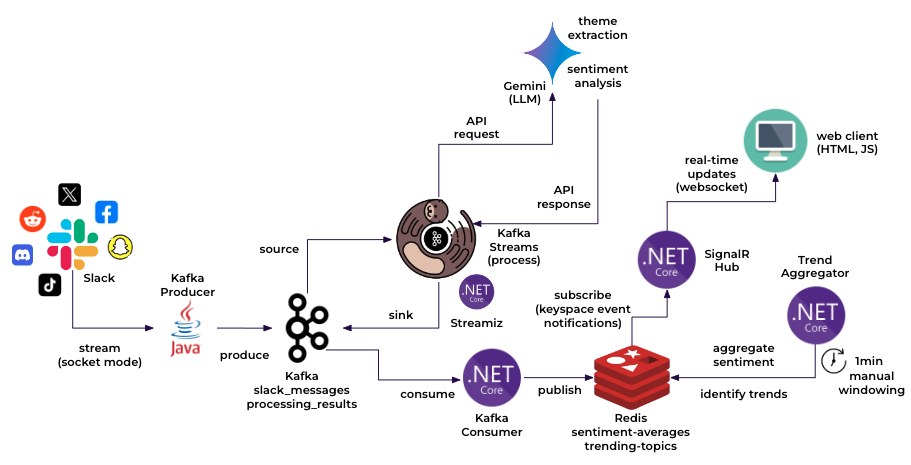 theme
extraction
sentiment
analysis
Gemini
(LLM)
API
request
API
response
web client
(HTML, JS)
real-time
updates
(websocket)
Slack
Kafka
Producer
Java
stream
(socket mode)
source
Kafka
Streams
(process)
.NET
Core
Streamiz
sink
produce
Kafka
slack_messages
processing_results
consume
.NET
Core
Kafka
Consumer
publish
subscribe
(keyspace event
notifications)
.NET
Core
SignalR
Hub
Trend
Aggregator
.NET
Core
aggregate
sentiment
identify trends
1min
manual
windowing
Redis
sentiment-averages
trending-topics